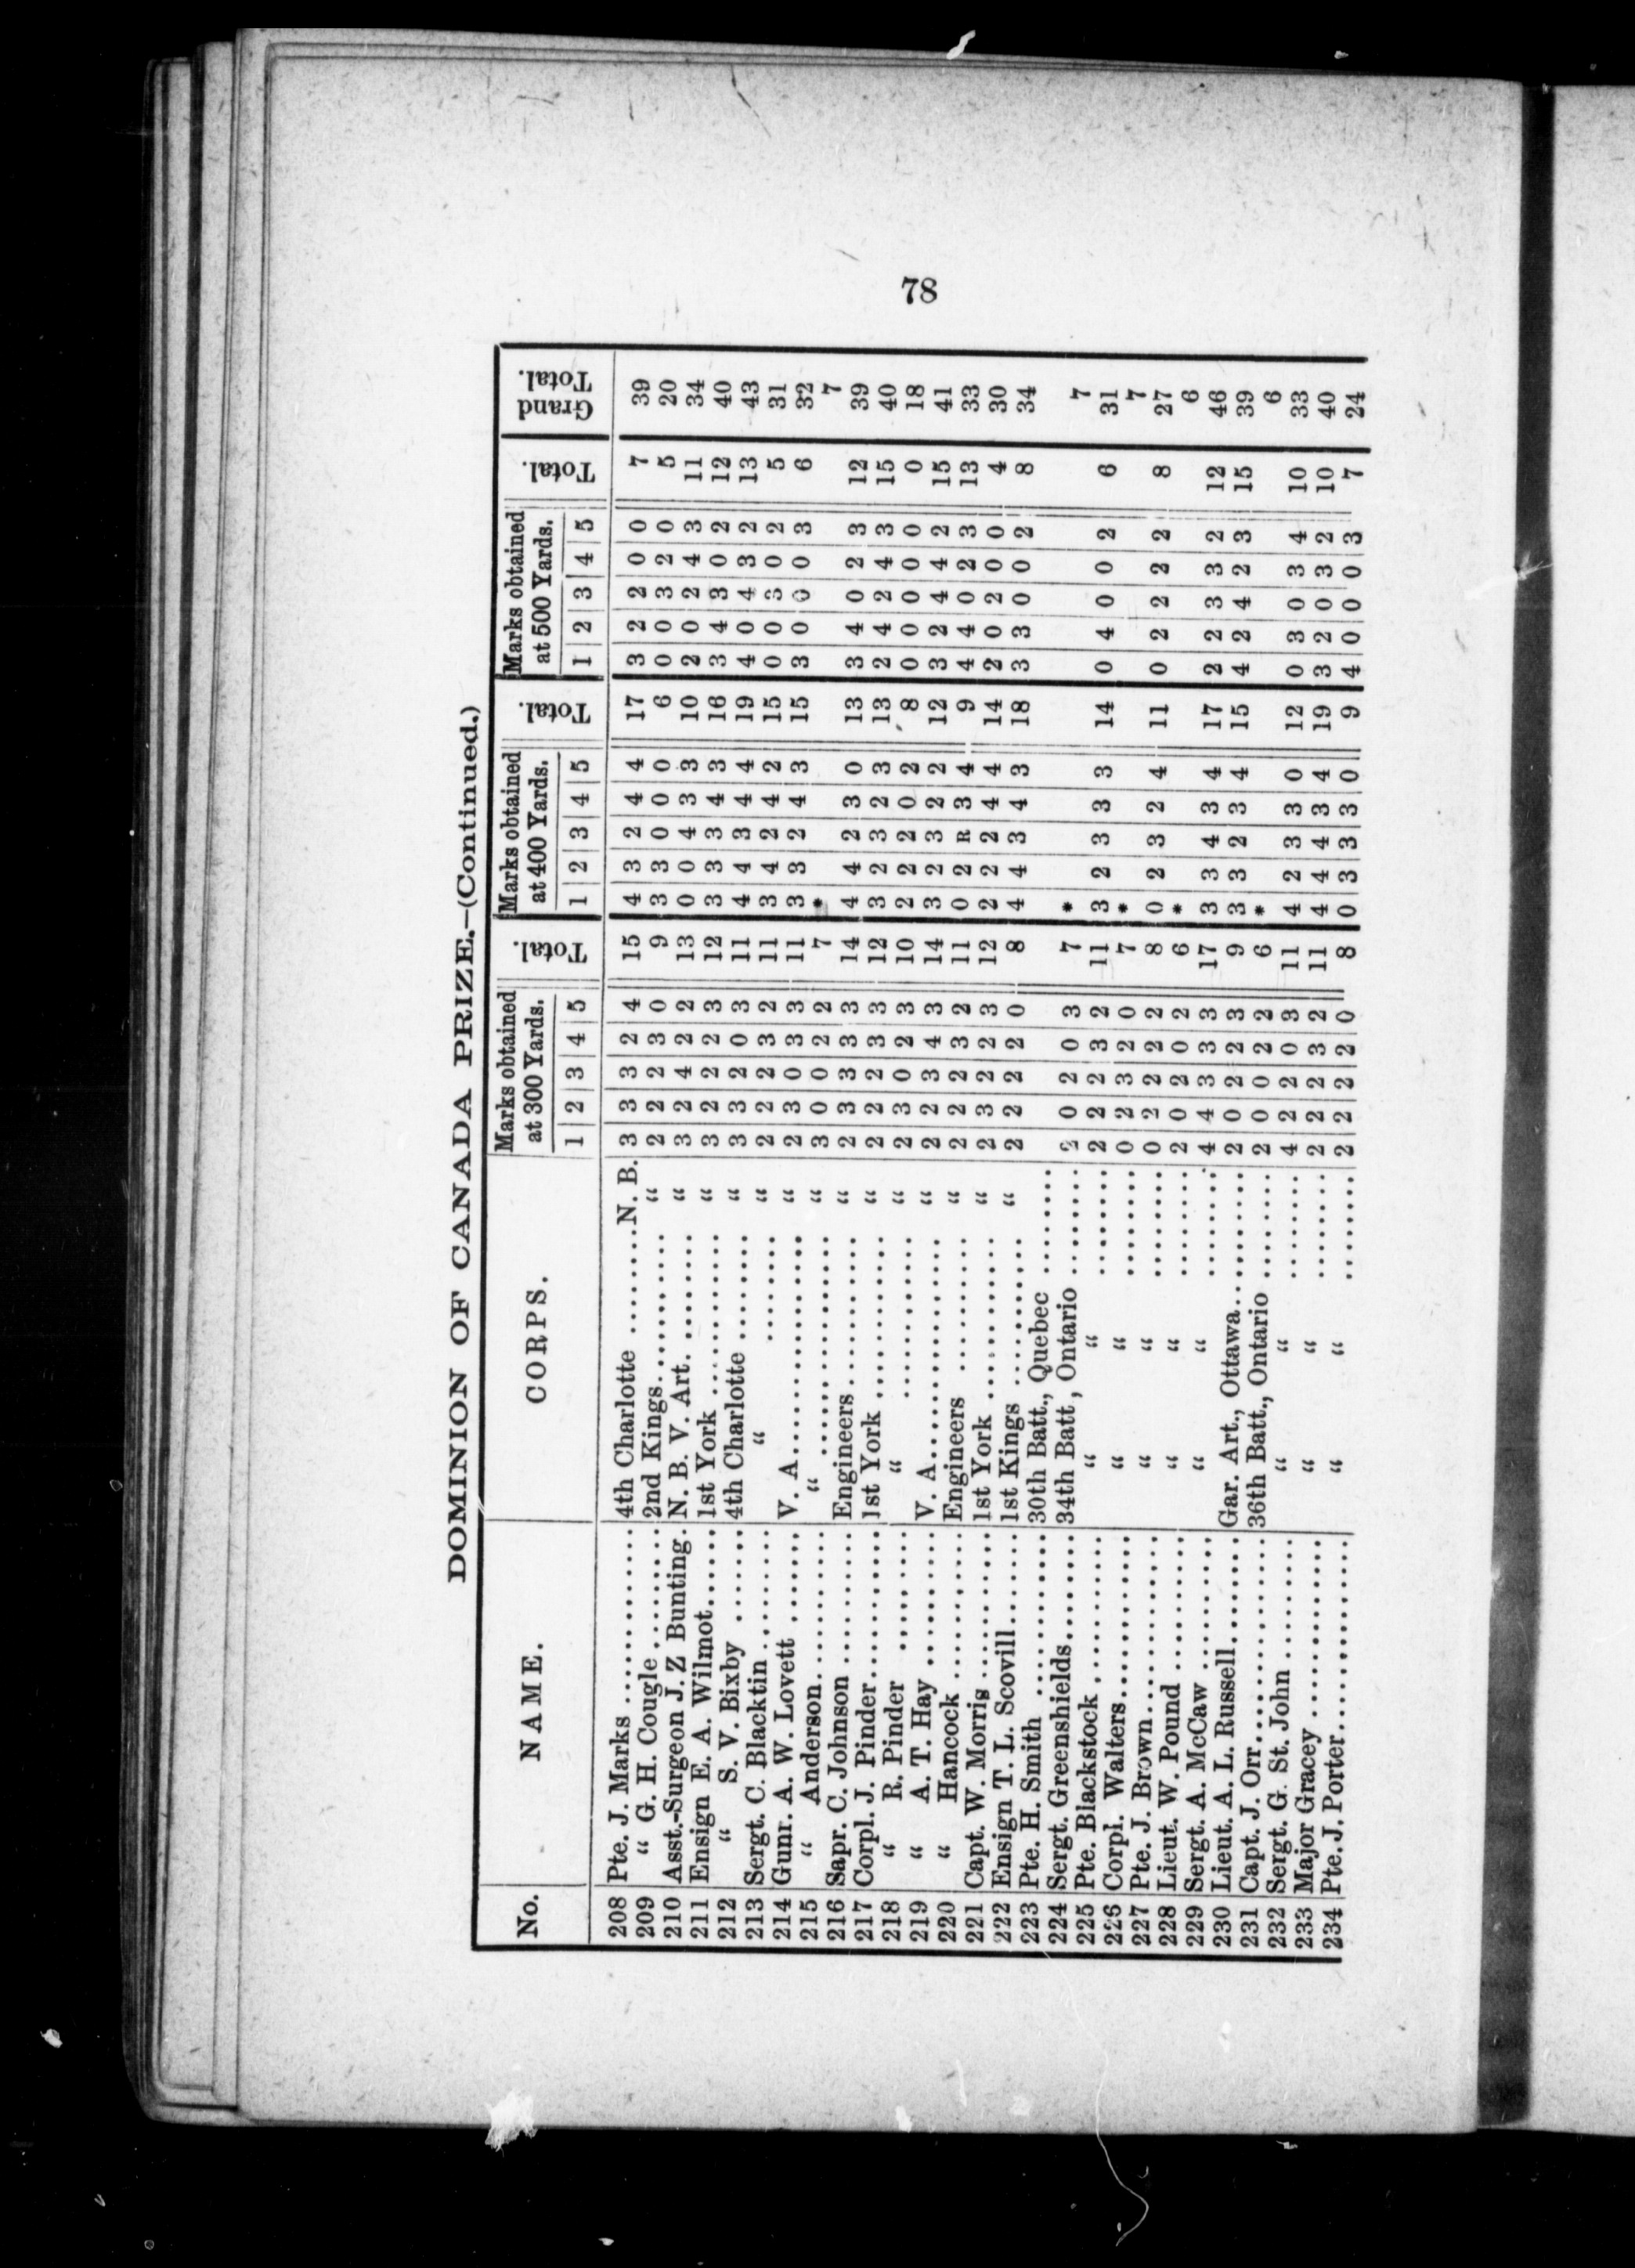 78
DOMINION OF CANADA PRIZE.—(Continued.)
No. NAME. CORPS. Marks obtained at 300 Yards. Total. Marks obtained at 400 Yards. Total. Marks obtained at 500 Yards. Total. Grand Total.
1 2 3 4 5 1 2 3 4 5 1 2 3 4 5
208 Pte. J. Marks ............ 4th Charlotte ........ N. B. 3 3 3 2 4 15 4 3 2 4 4 17 3 2 2 0 0 7 39
209 “ G. H. Cougle ......... 2nd Kings........... “ 2 2 2 3 0 9 3 3 0 0 0 6 0 0 3 2 0 5 20
210 Asst.-Surgeon J. Z Bunting. N. B. V. Art. ......... “ 3 2 4 2 2 13 0 0 4 3 3 10 2 0 2 4 3 11 34
211 Ensign E. A. Wilmot...... 1st York ........... “ 3 2 2 2 3 12 3 3 3 4 3 16 3 4 3 0 2 12 40
212 “ S. V. Bixby ....... 4th Charlotte ........ “ 3 3 2 0 3 11 4 4 3 4 4 19 4 0 4 3 2 13 43
213 Sergt. C. Blacktin ......... “ ........ “ 2 2 2 3 2 11 3 4 2 4 2 15 0 0 3 0 2 5 31
214 Gunr. A. W. Lovett ....... V. A................ “ 2 3 0 3 3 11 3 3 2 4 3 15 3 0 0 0 3 6 32
215 “ Anderson........... “ ............... “ 3 0 0 2 2 7 * 7
216 Sapr. C. Johnson .......... Engineers ........... “ 2 3 3 3 3 14 4 4 2 3 0 13 3 4 0 2 3 12 39
217 Corpl. J. Pinder........... 1st York ............ “ 2 2 2 3 3 12 3 2 3 2 3 13 2 4 2 4 3 15 40
218 “ R. Pinder ......... “ ............ “ 2 3 0 2 3 10 2 2 2 0 2 8 0 0 0 0 0 0 18
219 “ A. T. Hay .......... V. A................ “ 2 2 3 4 3 14 3 2 3 2 2 12 3 2 4 4 2 15 41
220 “ Hancock ........... Engineers ......... “ 2 2 2 3 2 11 0 2 R 3 4 9 4 4 0 2 3 13 33
221 Capt. W. Morris .......... 1st York ........... “ 2 3 2 2 3 12 2 2 2 4 4 14 2 0 2 0 0 4 30
222 Ensign T. L. Scovill....... 1st Kings .......... “ 2 2 2 2 0 8 4 4 3 4 3 18 3 3 0 0 2 8 34
223 Pte. H. Smith ............ 30th Batt., Quebec ........
224 Sergt. Greenshields........ 34th Batt , Ontario ........ 2 0 2 0 3 7 * 7
225 Pte. Blackstock .......... “ “ ........ 2 2 2 3 2 11 3 2 3 3 3 14 0 4 0 0 2 6 31
226 Corpl. Walters............ “ “ ........ 0 2 3 2 0 7 * 7
227 Pte. J. Brown............. “ “ ........ 0 2 2 2 2 8 0 2 3 2 4 11 0 2 2 2 2 8 27
228 Lieut. W. Pound .......... “ “ ........ 2 0 2 0 2 6 * 6
229 Sergt. A. McCaw .......... “ “ ........ 4 4 3 3 3 17 3 3 4 3 4 17 2 2 3 3 2 12 46
230 Lieut. A. L. Russell........ Gar. Art., Ottawa.......... 2 0 2 2 3 9 3 3 2 3 4 15 4 2 4 2 3 15 39
231 Capt. J. Orr............... 36th Batt., Ontario ........ 2 0 0 2 2 6 * 6
232 Sergt. G. St. John ......... “ “ ........ 4 2 2 0 3 11 4 2 3 3 0 12 0 3 0 3 4 10 33
233 Major Gracey ............. “ “ ........ 2 2 2 3 2 11 4 4 4 3 4 19 3 2 0 3 2 10 40
234 Pte. J. Porter............. “ “ ........ 2 2 2 2 0 8 0 3 3 3 0 9 4 0 0 0 3 7 24